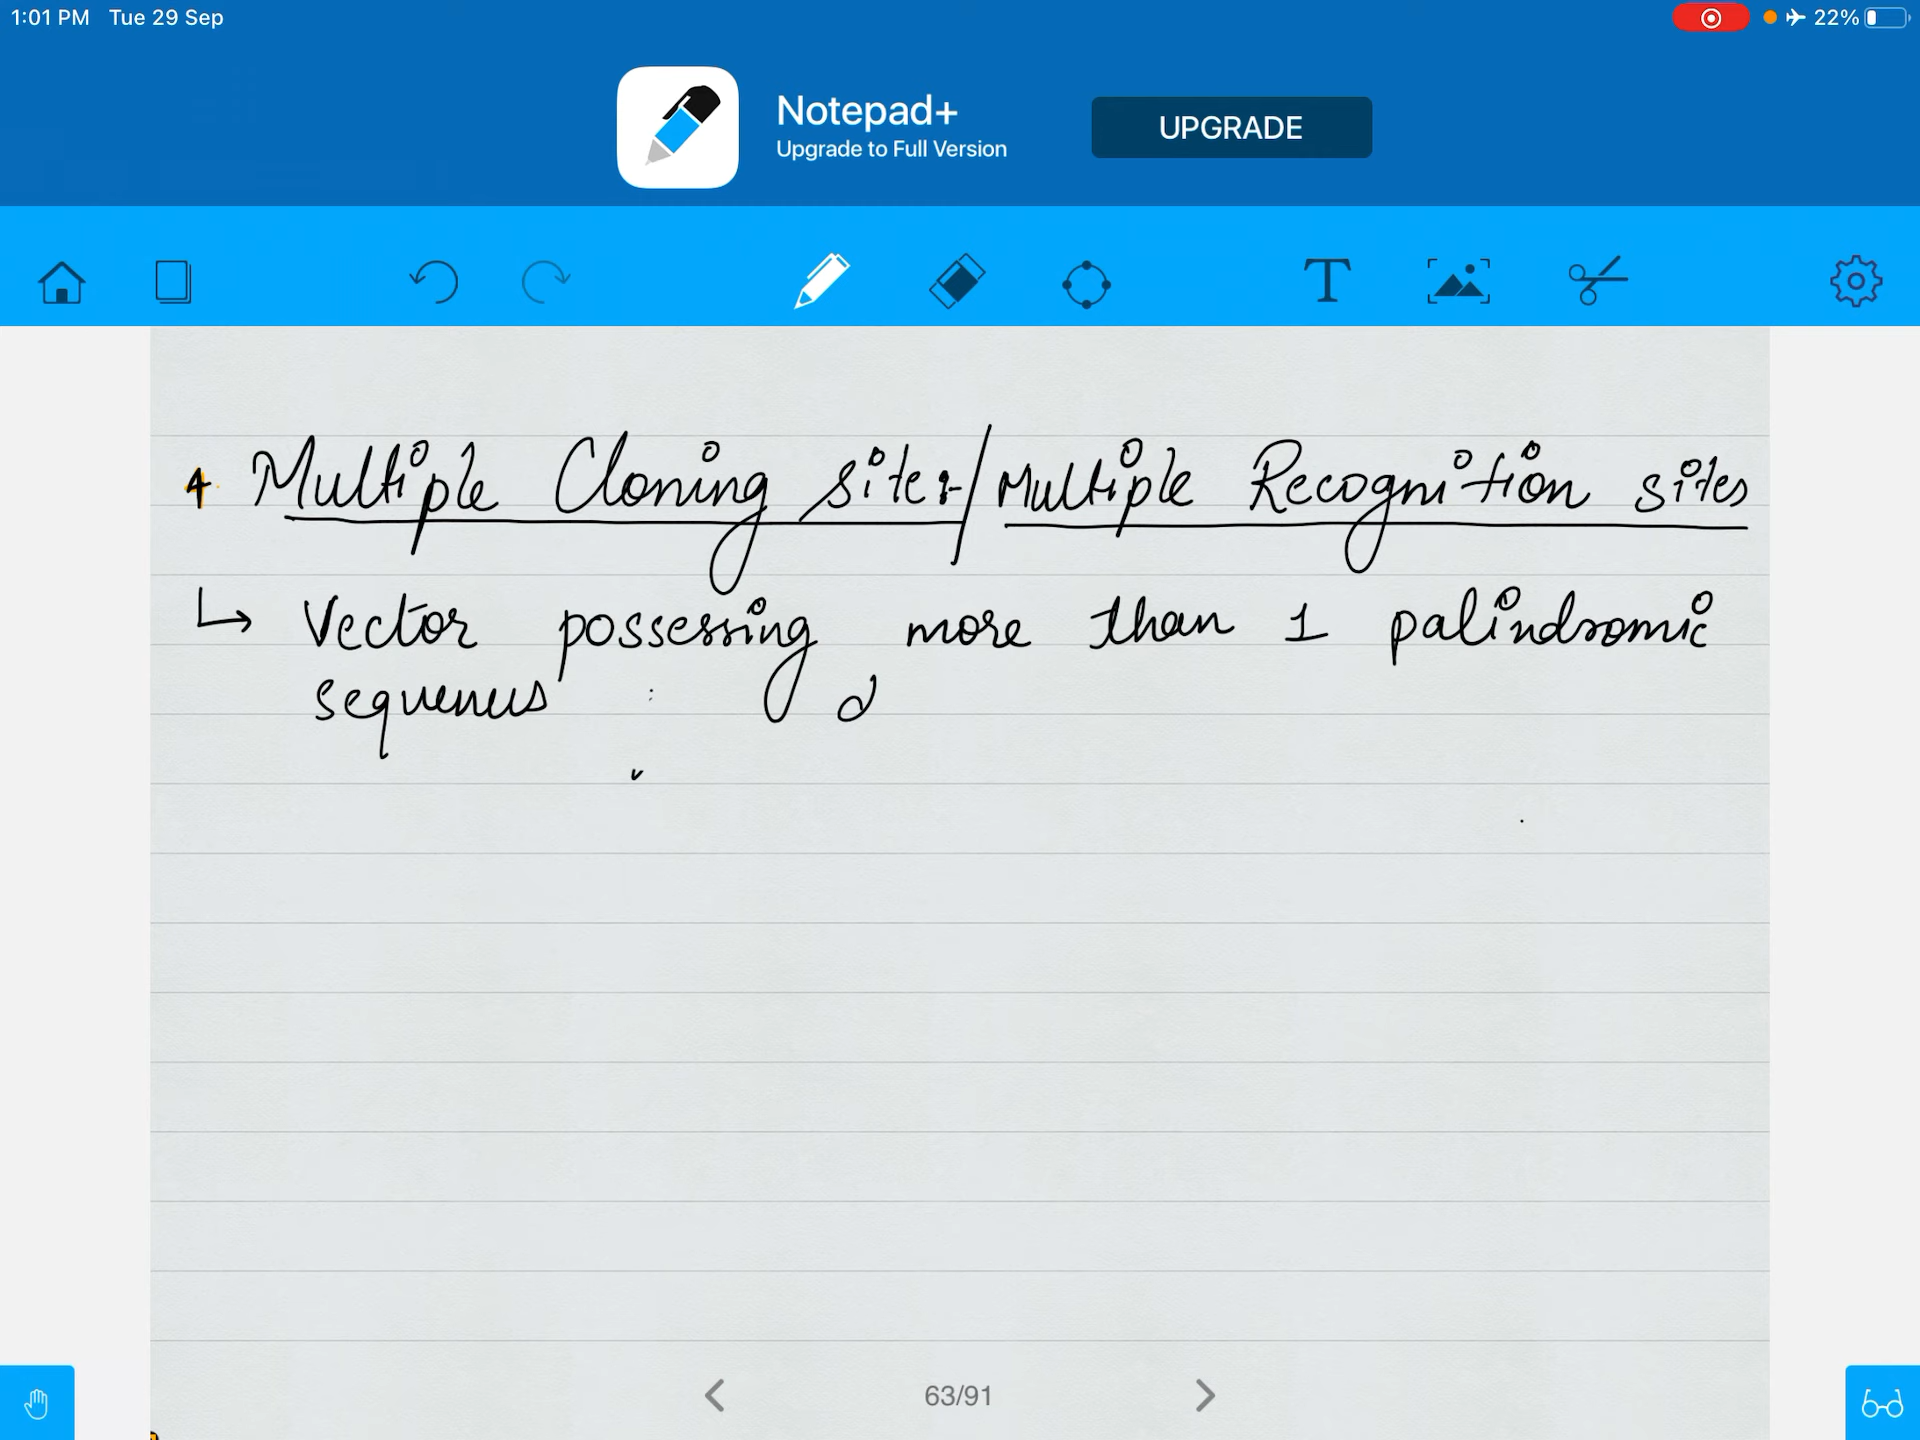 1:01 PM Tue 29 Sep 22%
Notepad+
Upgrade to Full Version
UPGRADE
T
4 Multiple Cloning site:-/Multiple Recognition sites
↳ Vector possessing more than 1 palindromic
sequences
63/91